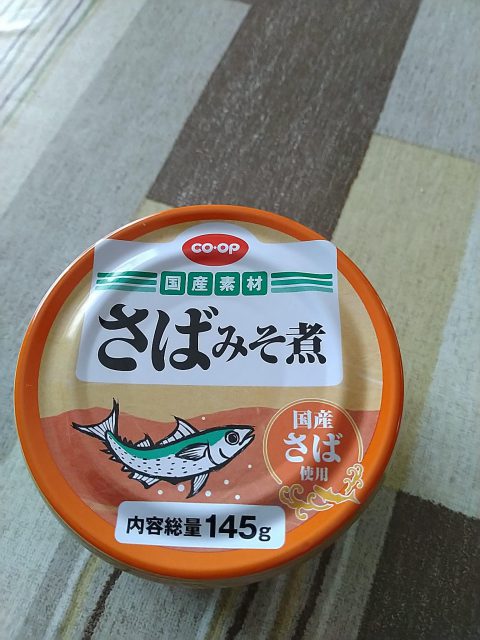 CO・OP
国産素材
さばみそ煮
国産
さば
使用
内容総量145g